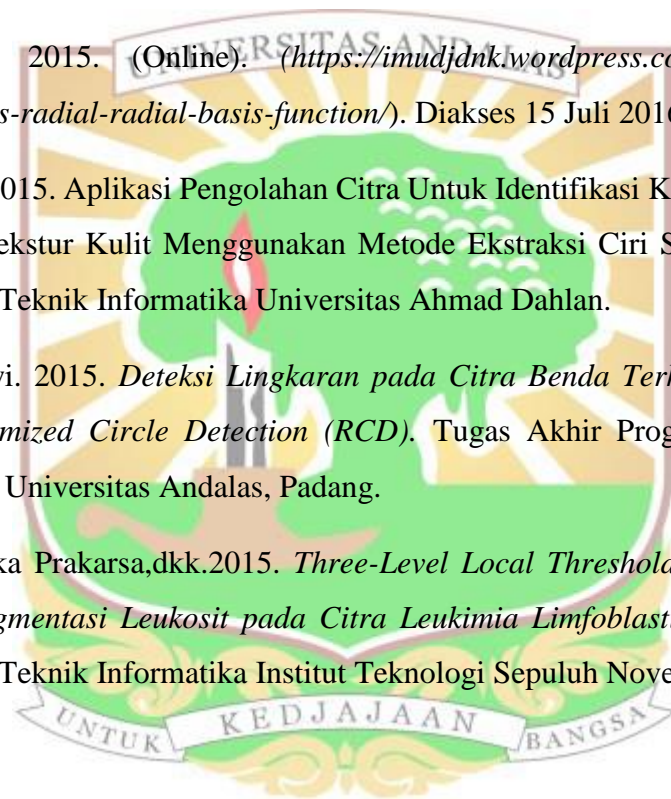 UNIVERSITAS ANDALAS
2015. (Online). (https://imudjdnk.wordpress.co
s-radial-radial-basis-function/). Diakses 15 Juli 2016
015. Aplikasi Pengolahan Citra Untuk Identifikasi K
ekstur Kulit Menggunakan Metode Ekstraksi Ciri S
Teknik Informatika Universitas Ahmad Dahlan.
vi. 2015. Deteksi Lingkaran pada Citra Benda Ter
mized Circle Detection (RCD). Tugas Akhir Prog
Universitas Andalas, Padang.
ka Prakarsa,dkk.2015. Three-Level Local Threshold
gmentasi Leukosit pada Citra Leukimia Limfoblast
Teknik Informatika Institut Teknologi Sepuluh Nove
UNTUK KEDJAJAAN BANGSA